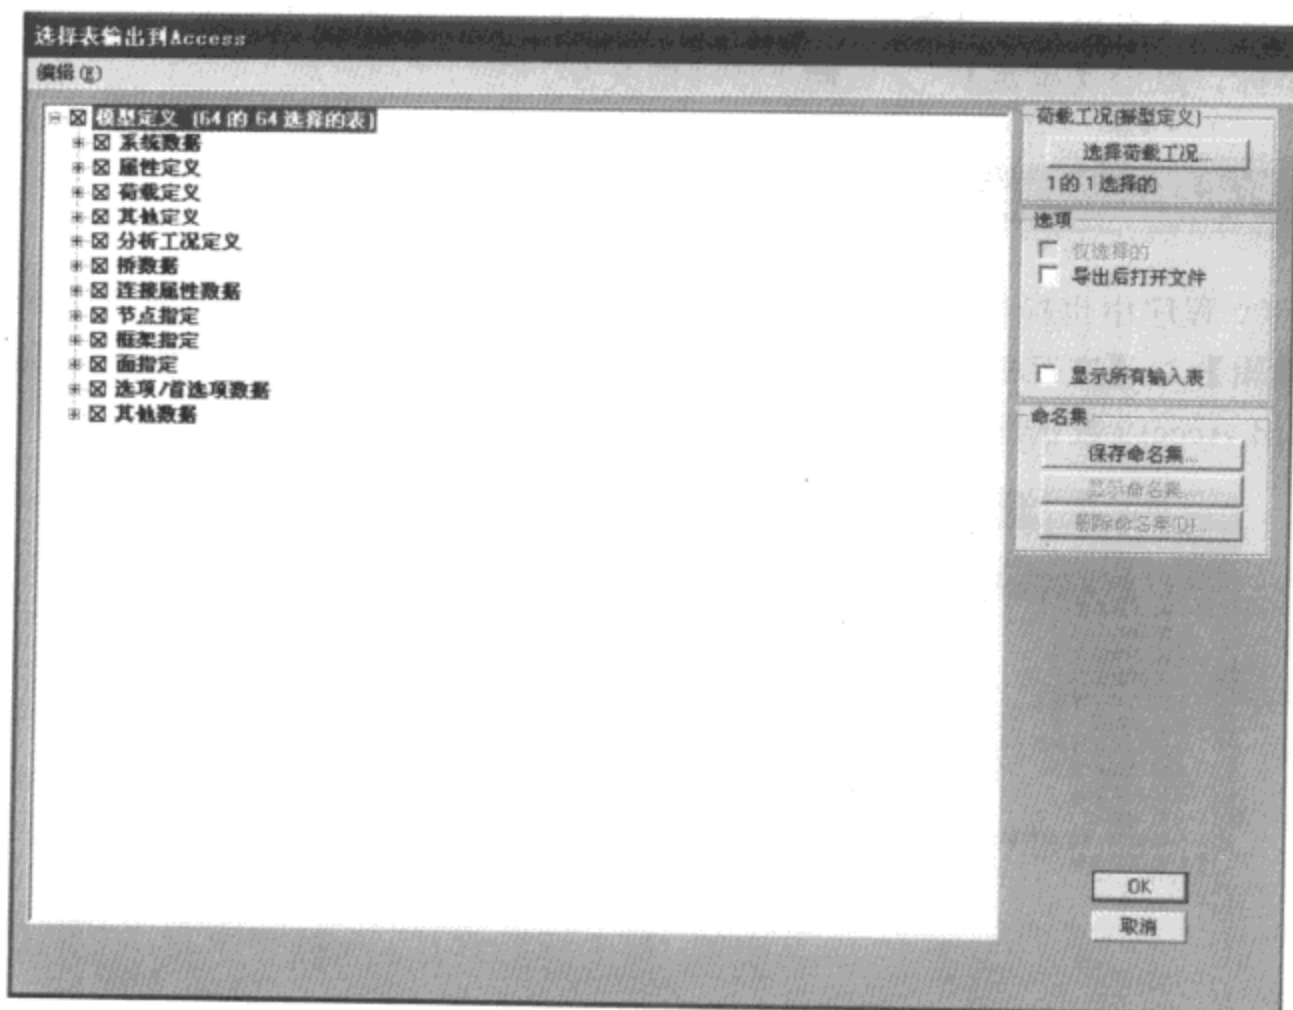 选择表输出到Access
编辑(E)
模型定义 (64 的 64 选择的表)
系统数据
属性定义
荷载定义
其他定义
分析工况定义
桥数据
连接属性数据
节点指定
框架指定
面指定
选项/首选项数据
其他数据
荷载工况(模型定义)
选择荷载工况...
1的1选择的
选项
仅选择的
导出后打开文件
显示所有输入表
命名集
保存命名集...
显示命名集...
删除命名集(D)...
OK
取消